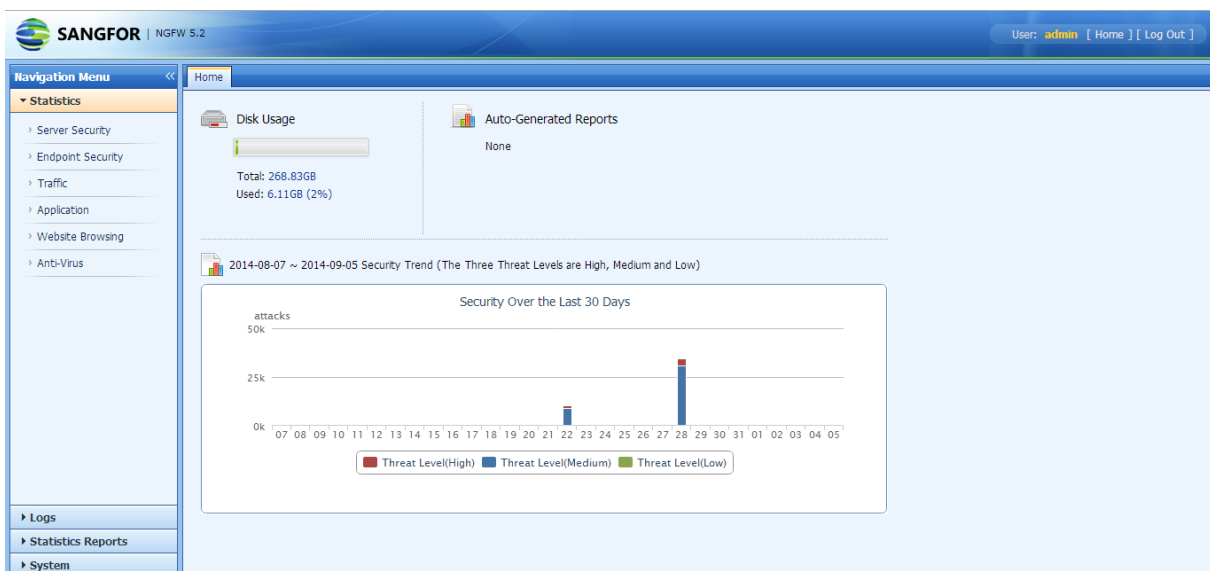 SANGFOR | NGFW 5.2
User: admin [ Home ] [ Log Out ]
Navigation Menu «
Statistics
Server Security
Endpoint Security
Traffic
Application
Website Browsing
Anti-Virus
Logs
Statistics Reports
System
Home
Disk Usage
Total: 268.83GB
Used: 6.11GB (2%)
Auto-Generated Reports
None
2014-08-07 ~ 2014-09-05 Security Trend (The Three Threat Levels are High, Medium and Low)
Security Over the Last 30 Days
attacks
50k
25k
0k
07 08 09 10 11 12 13 14 15 16 17 18 19 20 21 22 23 24 25 26 27 28 29 30 31 01 02 03 04 05
Threat Level(High) Threat Level(Medium) Threat Level(Low)